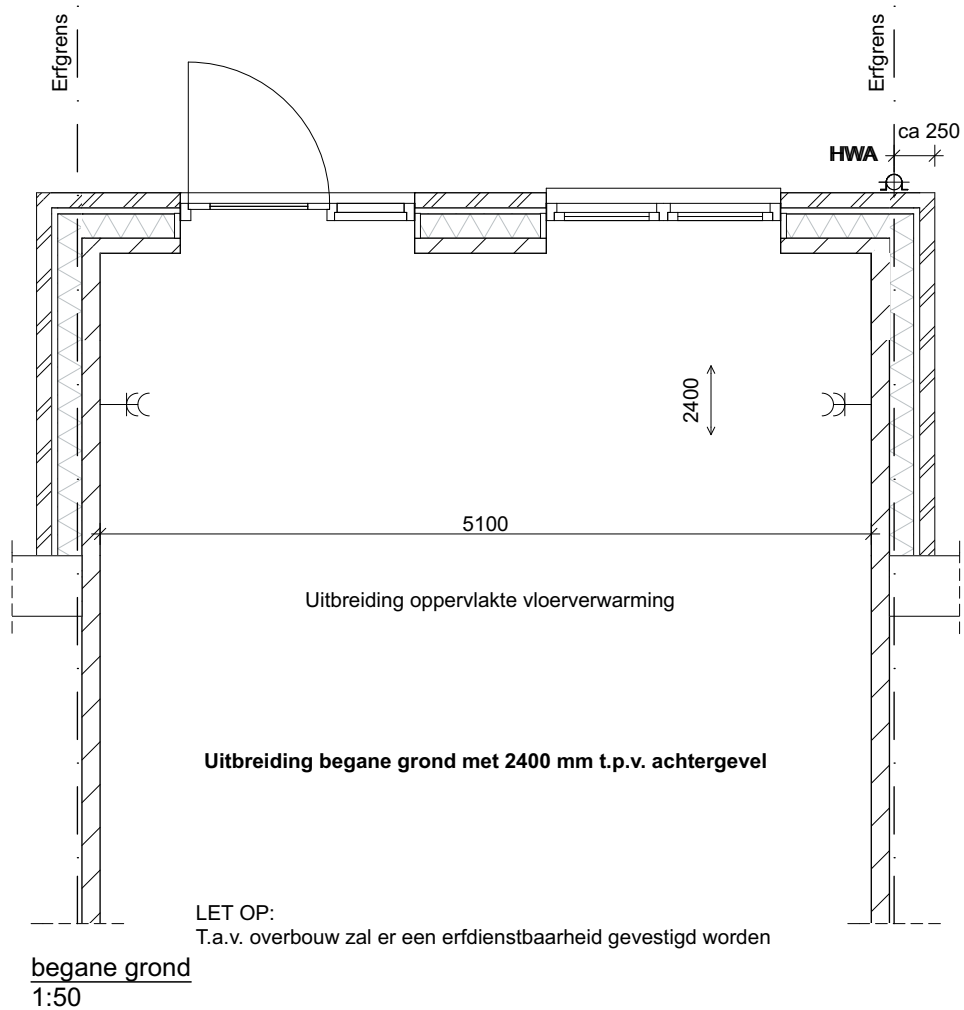 Erfgrens
Erfgrens
ca 250
HWA
2400
5100
Uitbreiding oppervlakte vloerverwarming
Uitbreiding begane grond met 2400 mm t.p.v. achtergevel
LET OP:
T.a.v. overbouw zal er een erfdienstbaarheid gevestigd worden
begane grond
1:50